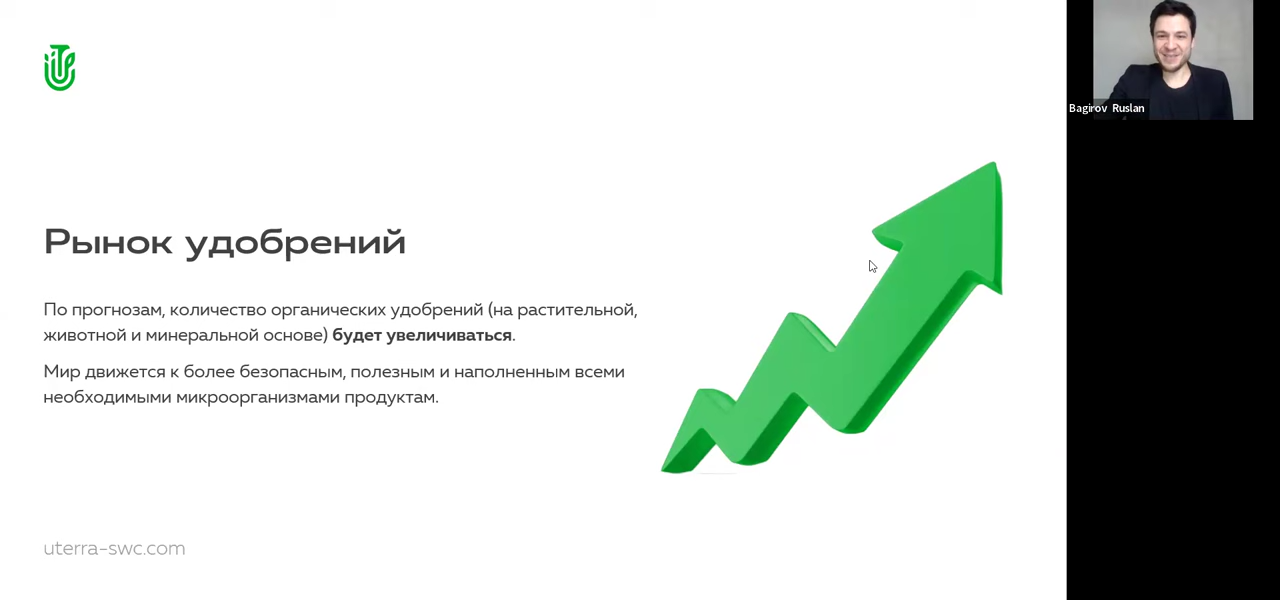 Bagirov Ruslan
Рынок удобрений
По прогнозам, количество органических удобрений (на растительной,
животной и минеральной основе) будет увеличиваться.
Мир движется к более безопасным, полезным и наполненным всеми
необходимыми микроорганизмами продуктам.
uterra-swc.com